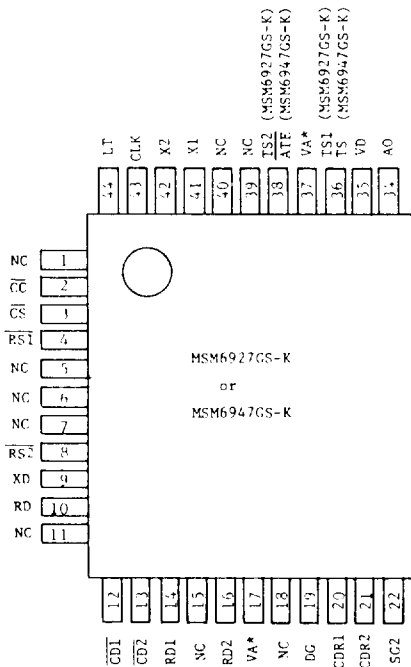 LT
CLK
X2
X1
NC
NC
TS2 (MSM6927GS-K)
ATE (MSM6947GS-K)
VA*
TS1 (MSM6927GS-K)
TS (MSM6947GS-K)
VD
AO
44
43
42
41
40
39
38
37
36
35
34
NC 1
CC 2
CS 3
RS1 4
NC 5
NC 6
NC 7
RS2 8
XD 9
RD 10
NC 11
MSM6927GS-K
or
MSM6947GS-K
12
13
14
15
16
17
18
19
20
21
22
CD1
CD2
RD1
NC
RD2
VA*
NC
DG
CDR1
CDR2
SG2